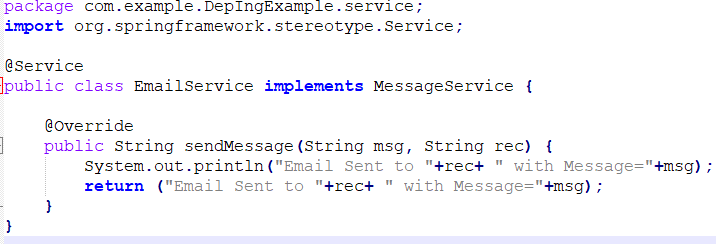 package com.example.DepIngExample.service;
import org.springframework.stereotype.Service;
@Service
public class EmailService implements MessageService {
@Override
public String sendMessage(String msg, String rec) {
System.out.println("Email Sent to "+rec+ " with Message="+msg);
return ("Email Sent to "+rec+ " with Message="+msg);
}
}